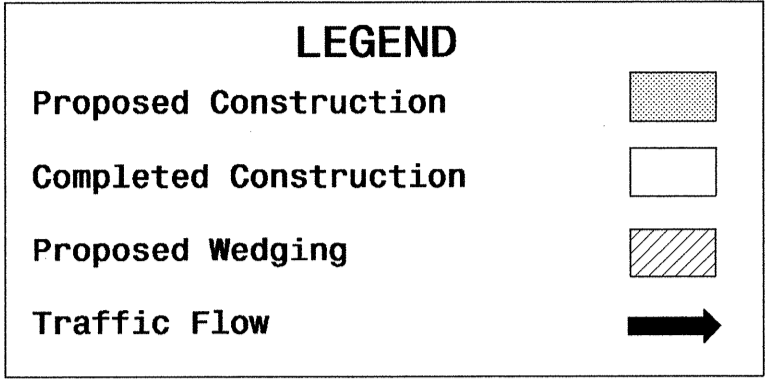 LEGEND
Proposed Construction
Completed Construction
Proposed Wedging
Traffic Flow